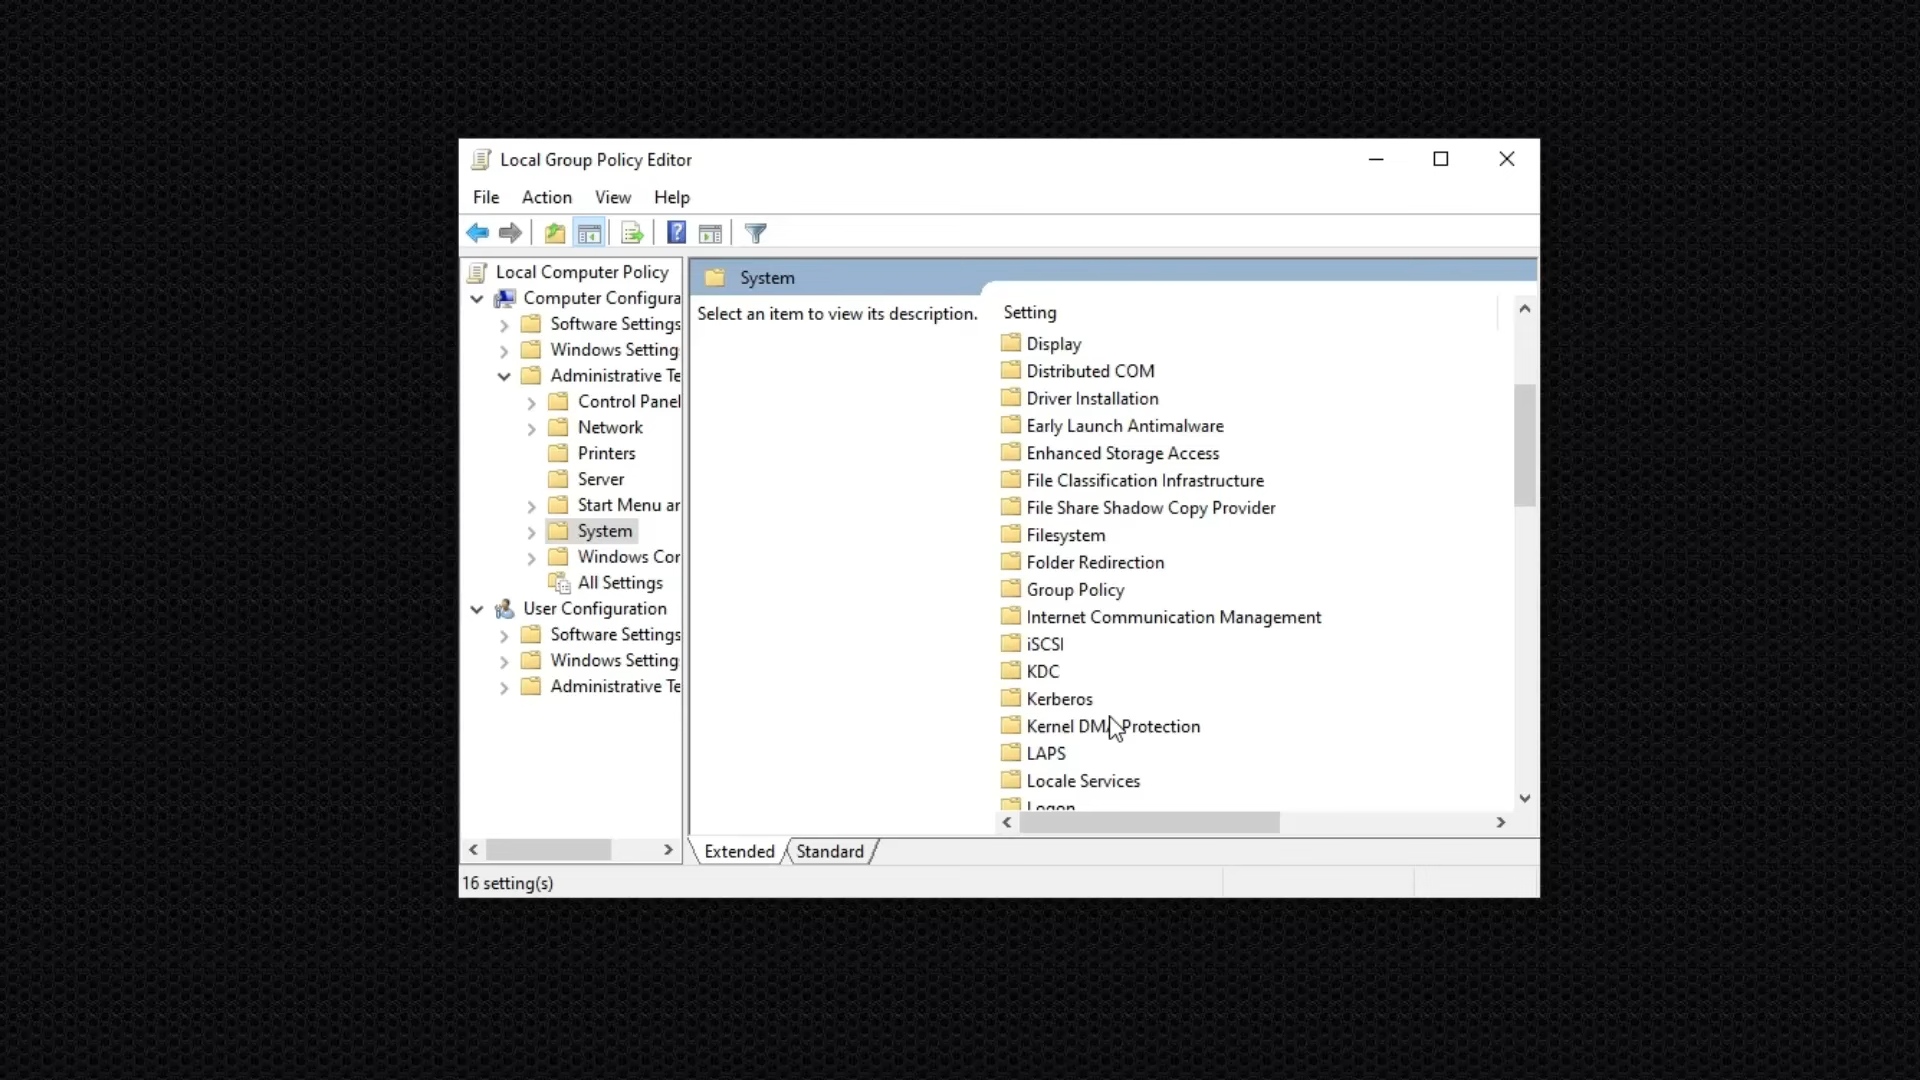 Local Group Policy Editor
File Action View Help
Local Computer Policy
Computer Configura
Software Settings
Windows Setting
Administrative Te
Control Panel
Network
Printers
Server
Start Menu ar
System
Windows Cor
All Settings
User Configuration
Software Settings
Windows Setting
Administrative Te
System
Select an item to view its description.
Setting
Display
Distributed COM
Driver Installation
Early Launch Antimalware
Enhanced Storage Access
File Classification Infrastructure
File Share Shadow Copy Provider
Filesystem
Folder Redirection
Group Policy
Internet Communication Management
iSCSI
KDC
Kerberos
Kernel DMA Protection
LAPS
Locale Services
Logon
Extended Standard
16 setting(s)